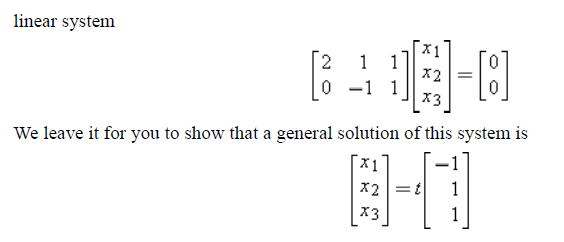 linear system
[2 1 1; 0 −1 1] [x1; x2; x3] = [0; 0]
We leave it for you to show that a general solution of this system is
[x1; x2; x3] = t [−1; 1; 1]